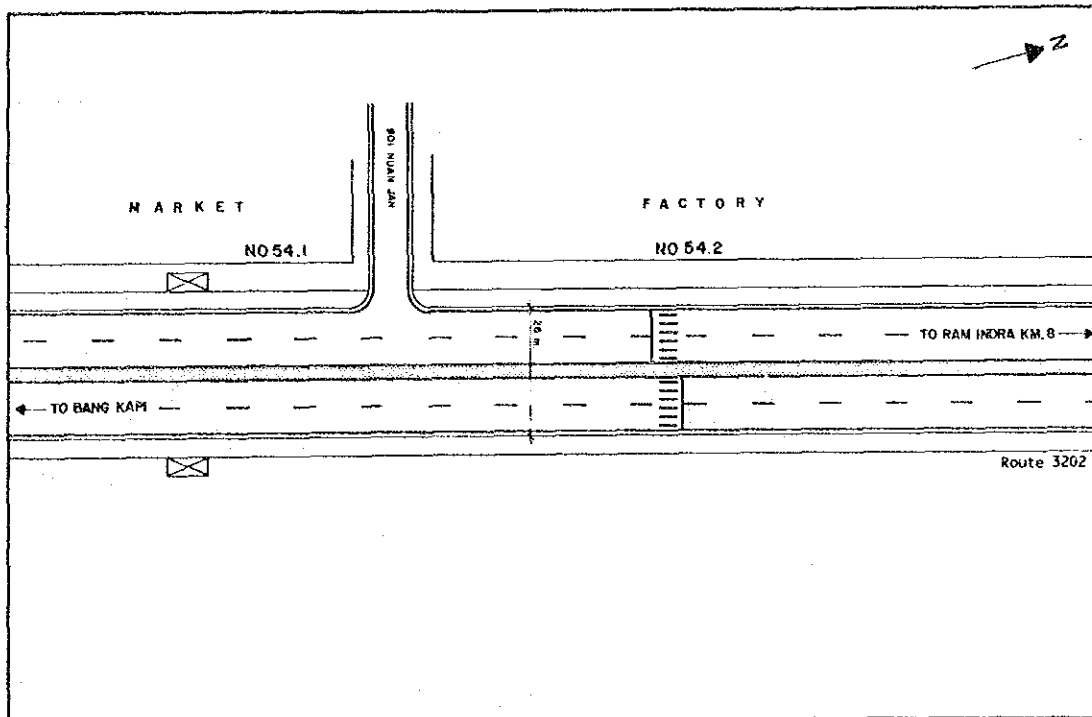 N
SOI NUAN JAN
MARKET
FACTORY
NO 54.1
NO 54.2
26 m.
TO RAM INDRA KM.8
TO BANG KAPI
Route 3202